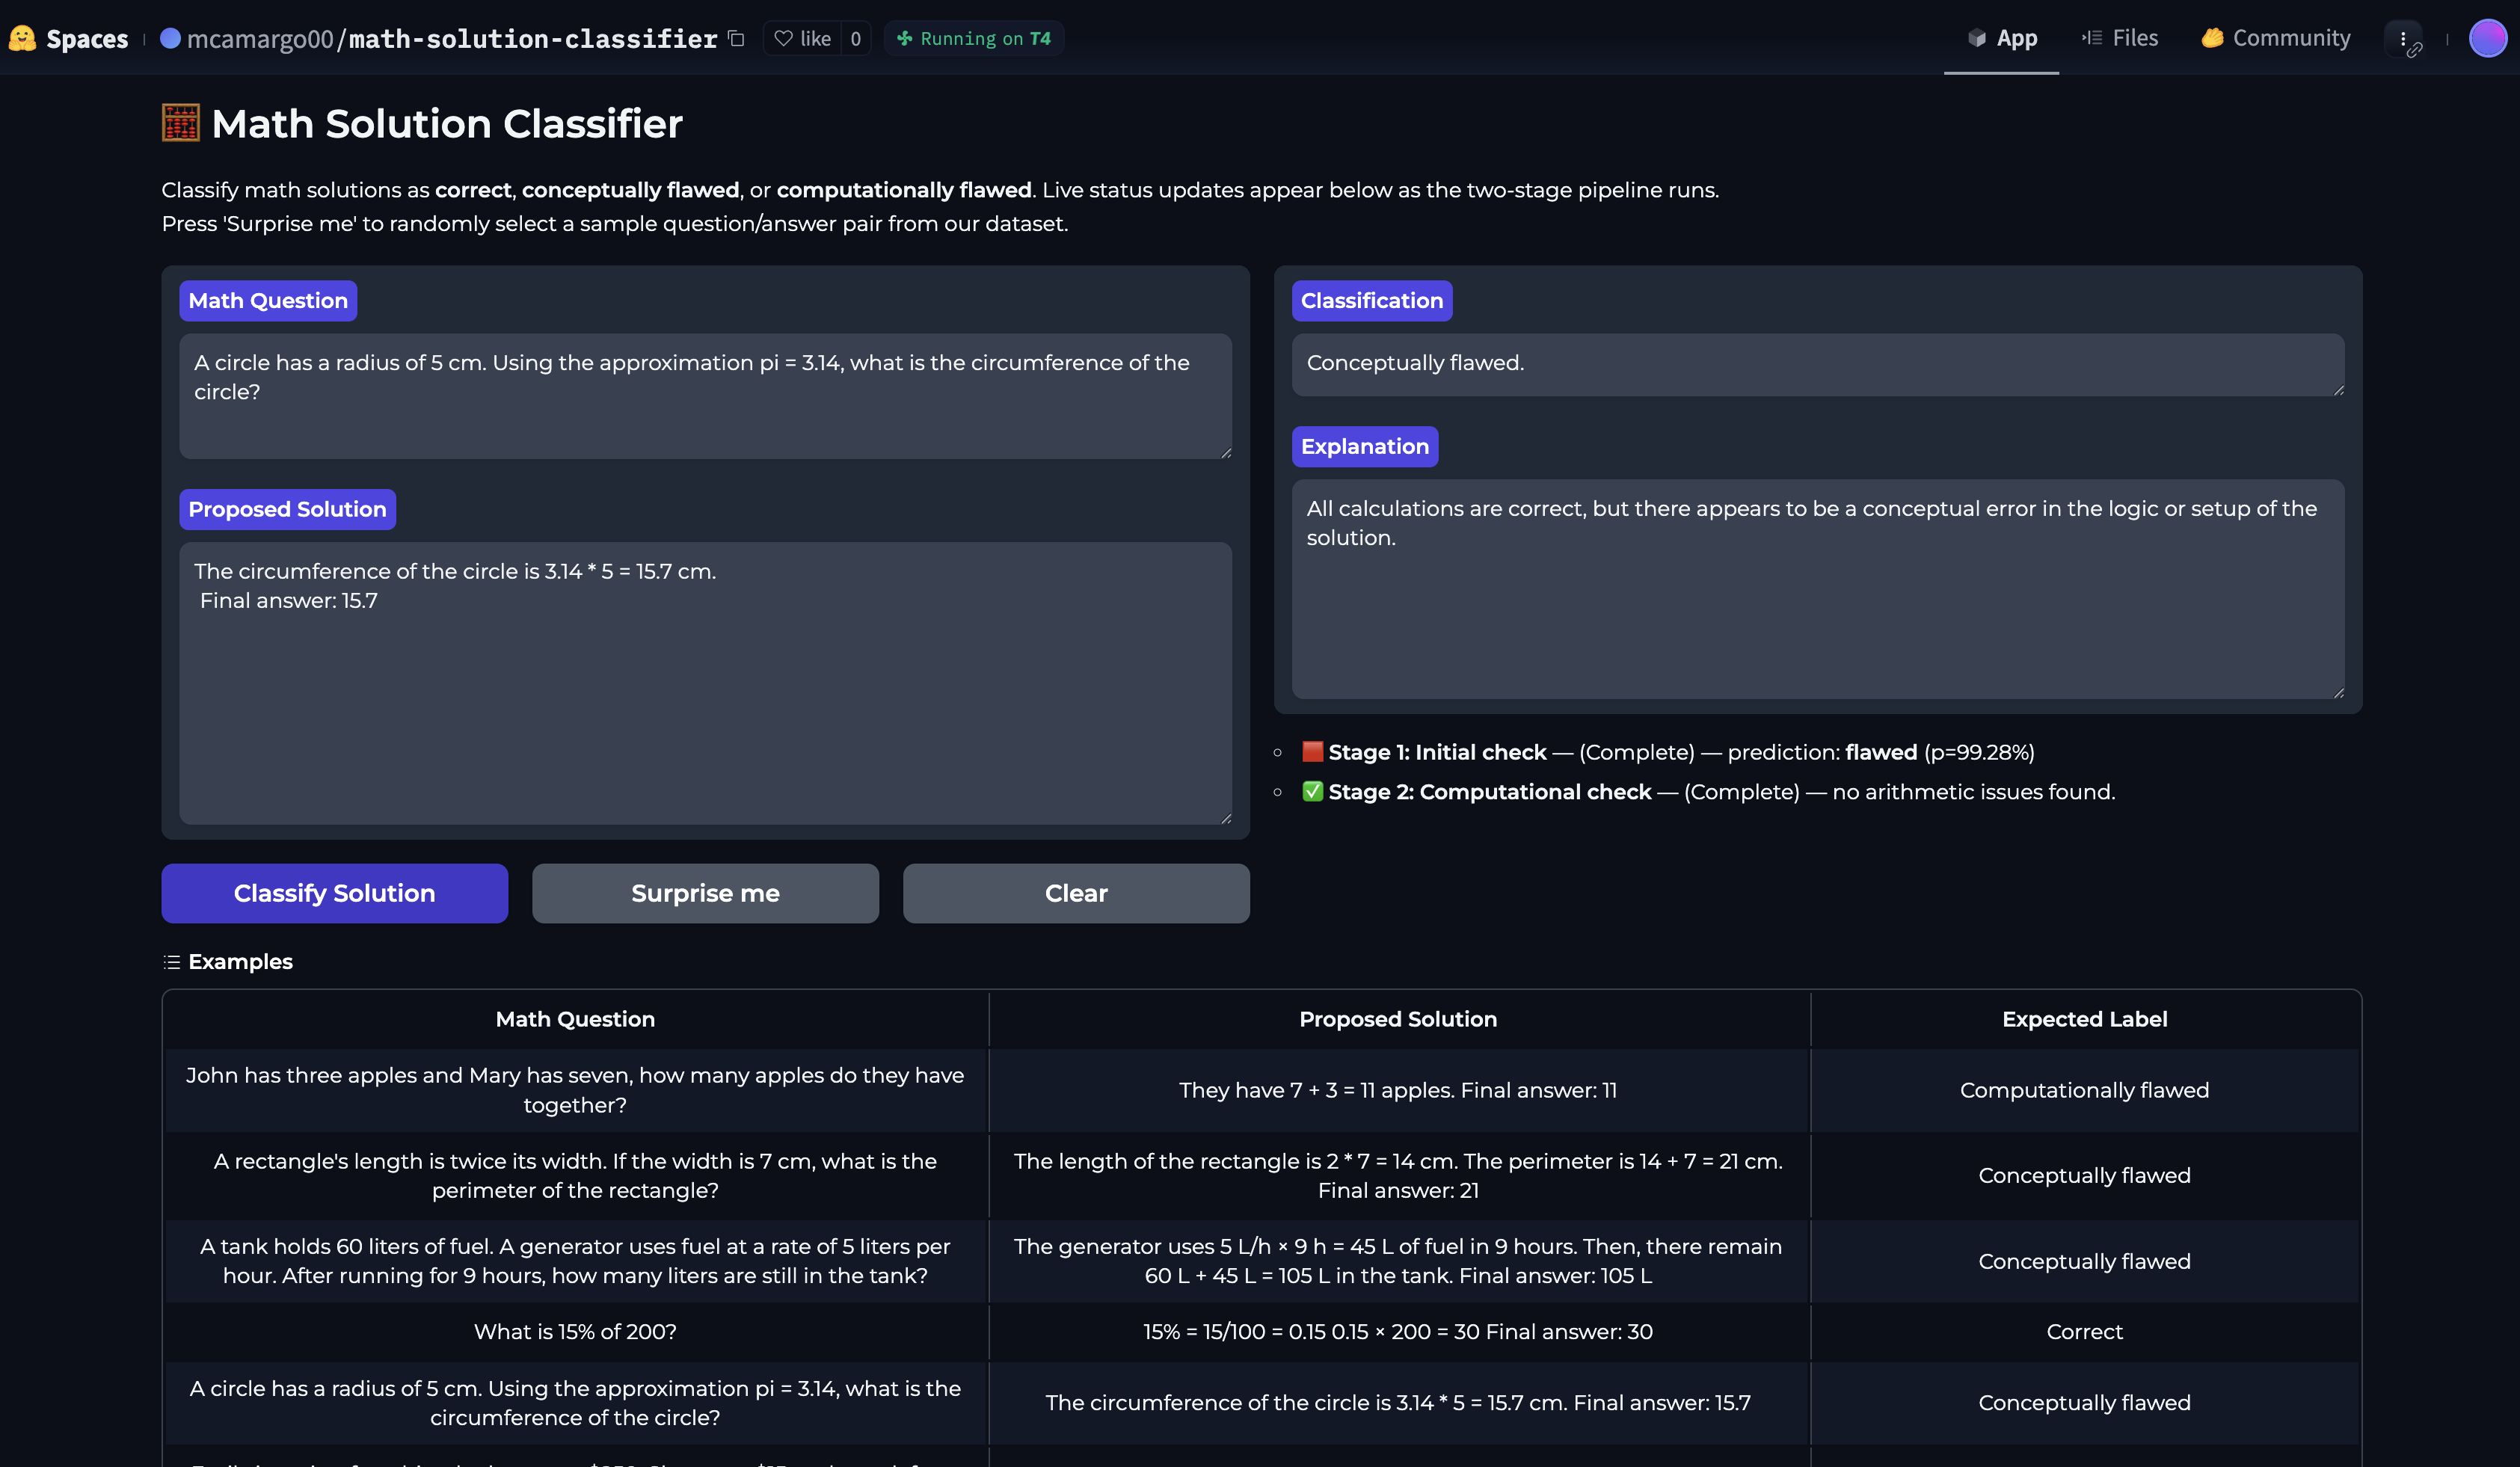 Spaces
mcamargo00/math-solution-classifier
like 0
Running on T4
App
Files
Community
Math Solution Classifier
Classify math solutions as correct, conceptually flawed, or computationally flawed. Live status updates appear below as the two-stage pipeline runs.
Press 'Surprise me' to randomly select a sample question/answer pair from our dataset.
Math Question
A circle has a radius of 5 cm. Using the approximation pi = 3.14, what is the circumference of the
circle?
Proposed Solution
The circumference of the circle is 3.14 * 5 = 15.7 cm.
Final answer: 15.7
Classification
Conceptually flawed.
Explanation
All calculations are correct, but there appears to be a conceptual error in the logic or setup of the
solution.
Stage 1: Initial check — (Complete) — prediction: flawed (p=99.28%)
Stage 2: Computational check — (Complete) — no arithmetic issues found.
Classify Solution
Surprise me
Clear
Examples
Math Question
Proposed Solution
Expected Label
John has three apples and Mary has seven, how many apples do they have
together?
They have 7 + 3 = 11 apples. Final answer: 11
Computationally flawed
A rectangle's length is twice its width. If the width is 7 cm, what is the
perimeter of the rectangle?
The length of the rectangle is 2 * 7 = 14 cm. The perimeter is 14 + 7 = 21 cm.
Final answer: 21
Conceptually flawed
A tank holds 60 liters of fuel. A generator uses fuel at a rate of 5 liters per
hour. After running for 9 hours, how many liters are still in the tank?
The generator uses 5 L/h × 9 h = 45 L of fuel in 9 hours. Then, there remain
60 L + 45 L = 105 L in the tank. Final answer: 105 L
Conceptually flawed
What is 15% of 200?
15% = 15/100 = 0.15 0.15 × 200 = 30 Final answer: 30
Correct
A circle has a radius of 5 cm. Using the approximation pi = 3.14, what is the
circumference of the circle?
The circumference of the circle is 3.14 * 5 = 15.7 cm. Final answer: 15.7
Conceptually flawed